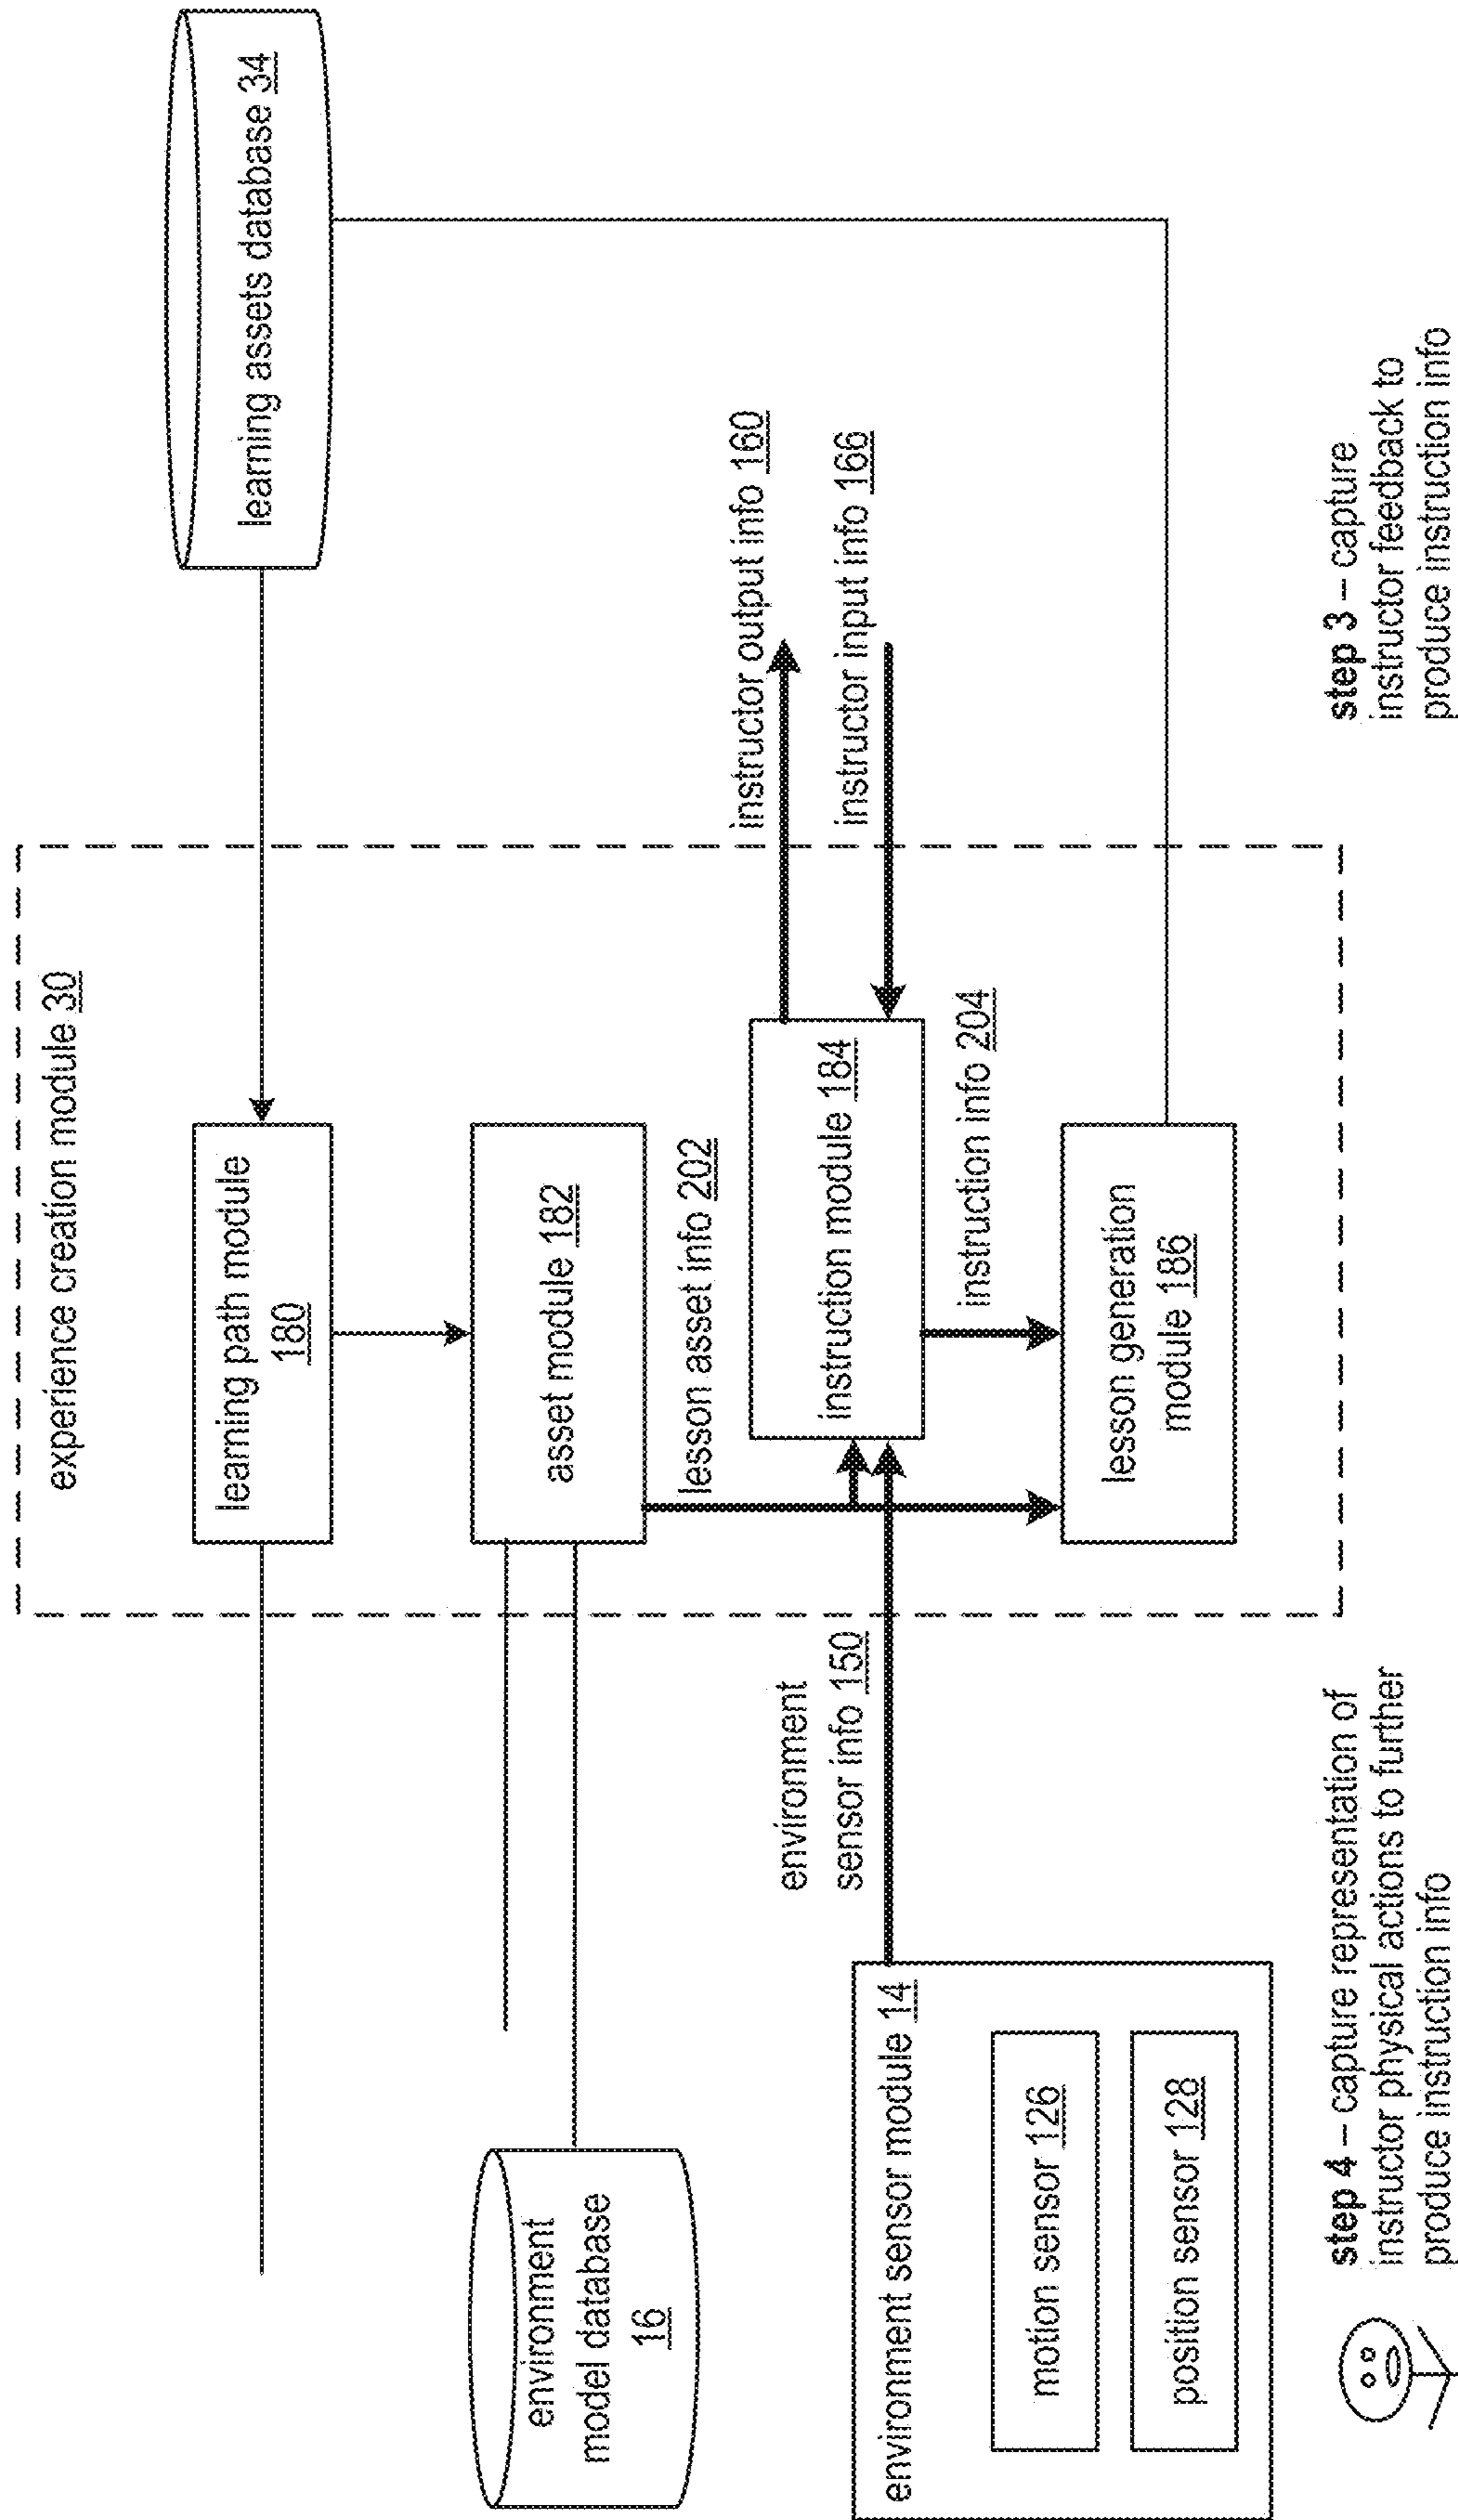 experience creation module 30
learning assets database 34
learning path module
180
environment
model database
16
asset module 182
lesson asset info 202
instructor output info 160
instructor input info 166
environment
sensor info 150
instruction module 184
instruction info 204
environment sensor module 14
motion sensor 126
position sensor 128
lesson generation
module 186
step 4 – capture representation of
instructor physical actions to further
produce instruction info
step 3 – capture
instructor feedback to
produce instruction info